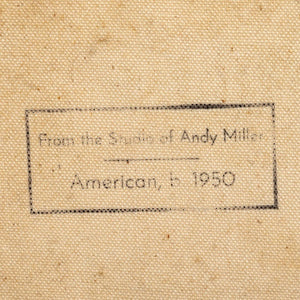 From the Studio of Andy Miller
American, b 1950